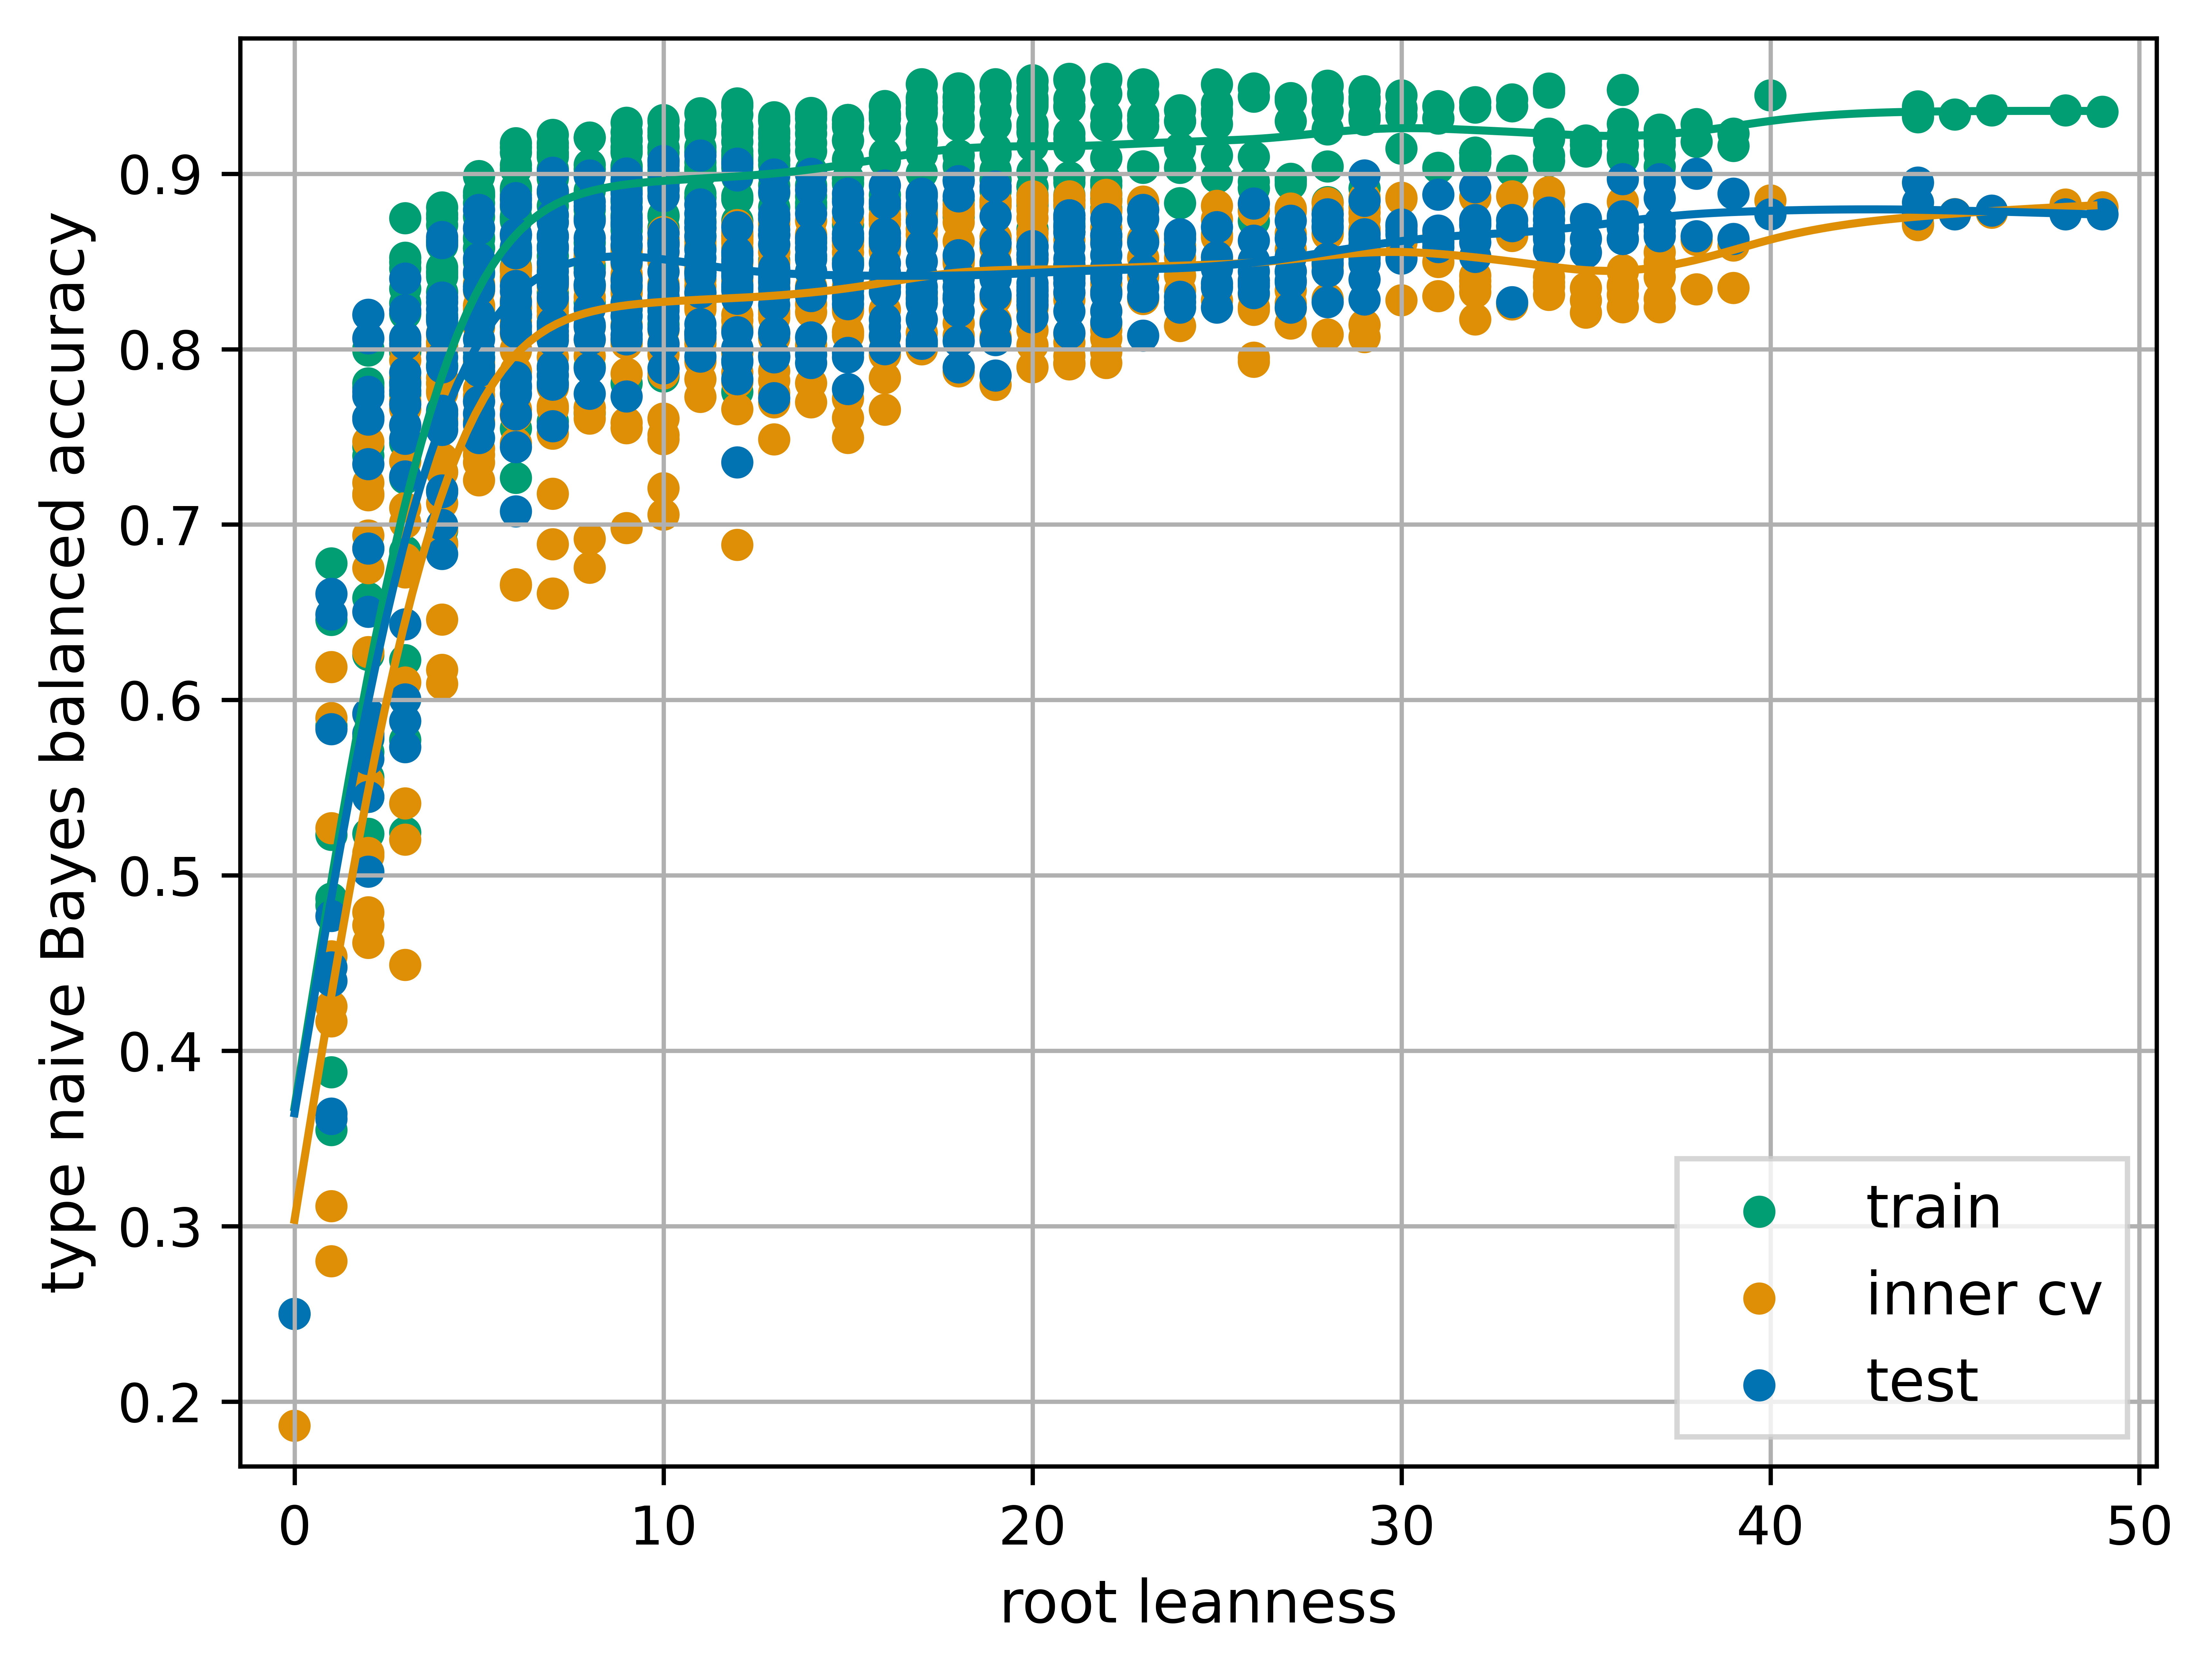 type naive Bayes balanced accuracy
0.9
0.8
0.7
0.6
0.5
0.4
0.3
0.2
train
inner cv
test
0 10 20 30 40 50
root leanness